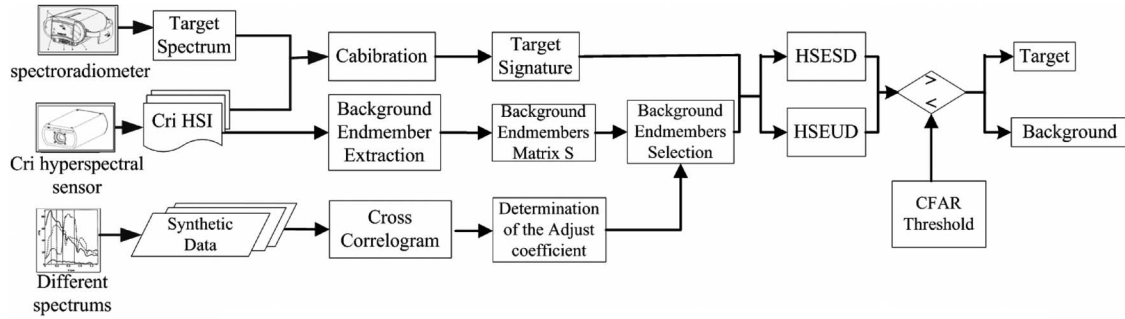 spectroradiometer
Target
Spectrum
Cabibration
Target
Signature
HSESD
HSEUD
>
<
Target
Background
Cri hyperspectral
sensor
Cri HSI
Background
Endmember
Extraction
Background
Endmembers
Matrix S
Background
Endmembers
Selection
CFAR
Threshold
Different
spectrums
Synthetic
Data
Cross
Correlogram
Determination
of the Adjust
coefficient